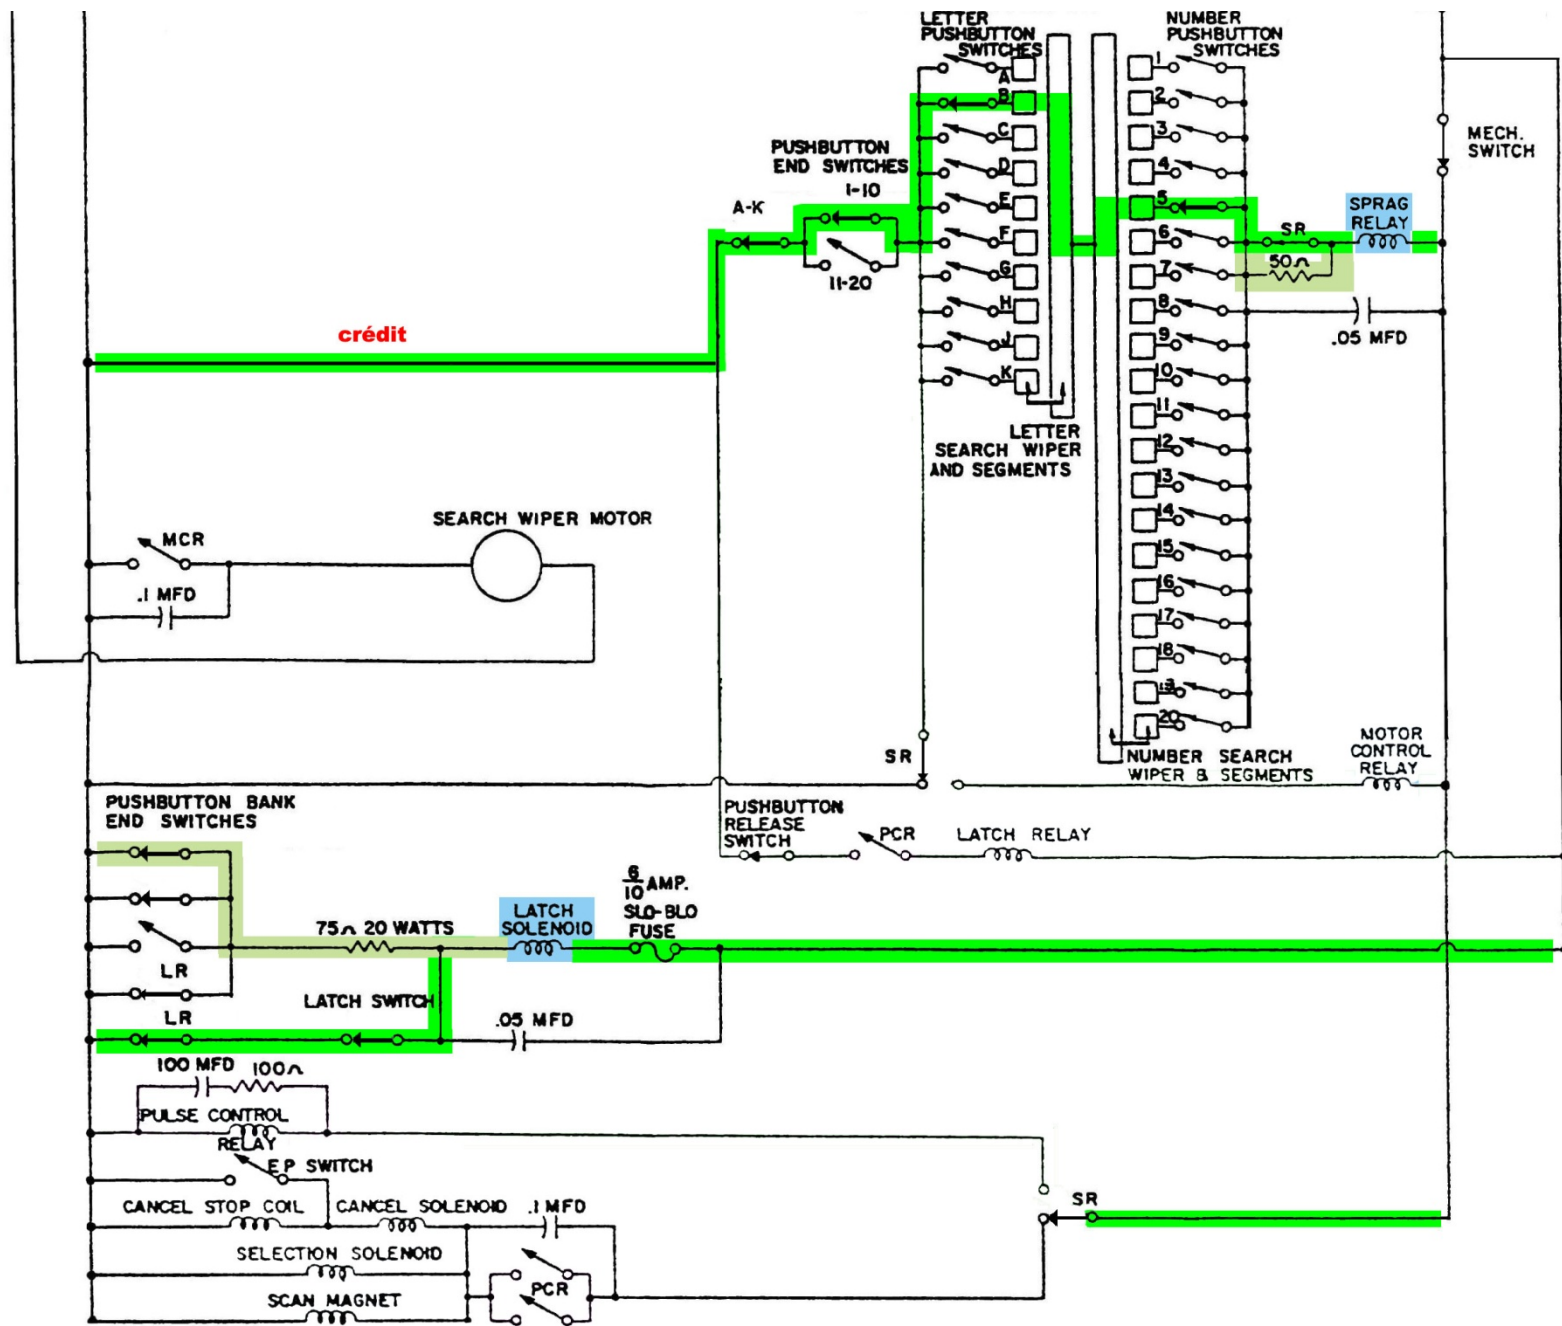 LETTER
PUSHBUTTON
SWITCHES
NUMBER
PUSHBUTTON
SWITCHES
A
B
C
D
E
F
G
H
J
K
1
2
3
4
5
6
7
8
9
10
11
12
13
14
15
16
17
18
20
MECH.
SWITCH
PUSHBUTTON
END SWITCHES
1-10
A-K
11-20
SR
50Ω
SPRAG
RELAY
.05 MFD
crédit
LETTER
SEARCH WIPER
AND SEGMENTS
SEARCH WIPER MOTOR
MCR
.1 MFD
SR
NUMBER SEARCH
WIPER & SEGMENTS
MOTOR
CONTROL
RELAY
PUSHBUTTON BANK
END SWITCHES
PUSHBUTTON
RELEASE
SWITCH
PCR
LATCH RELAY
6/10 AMP.
SLO-BLO
FUSE
LATCH
SOLENOID
75Ω 20 WATTS
LR
LATCH SWITCH
LR
.05 MFD
100 MFD
100Ω
PULSE CONTROL
RELAY
E P SWITCH
CANCEL STOP COIL
CANCEL SOLENOID
.1 MFD
SR
SELECTION SOLENOID
PCR
SCAN MAGNET